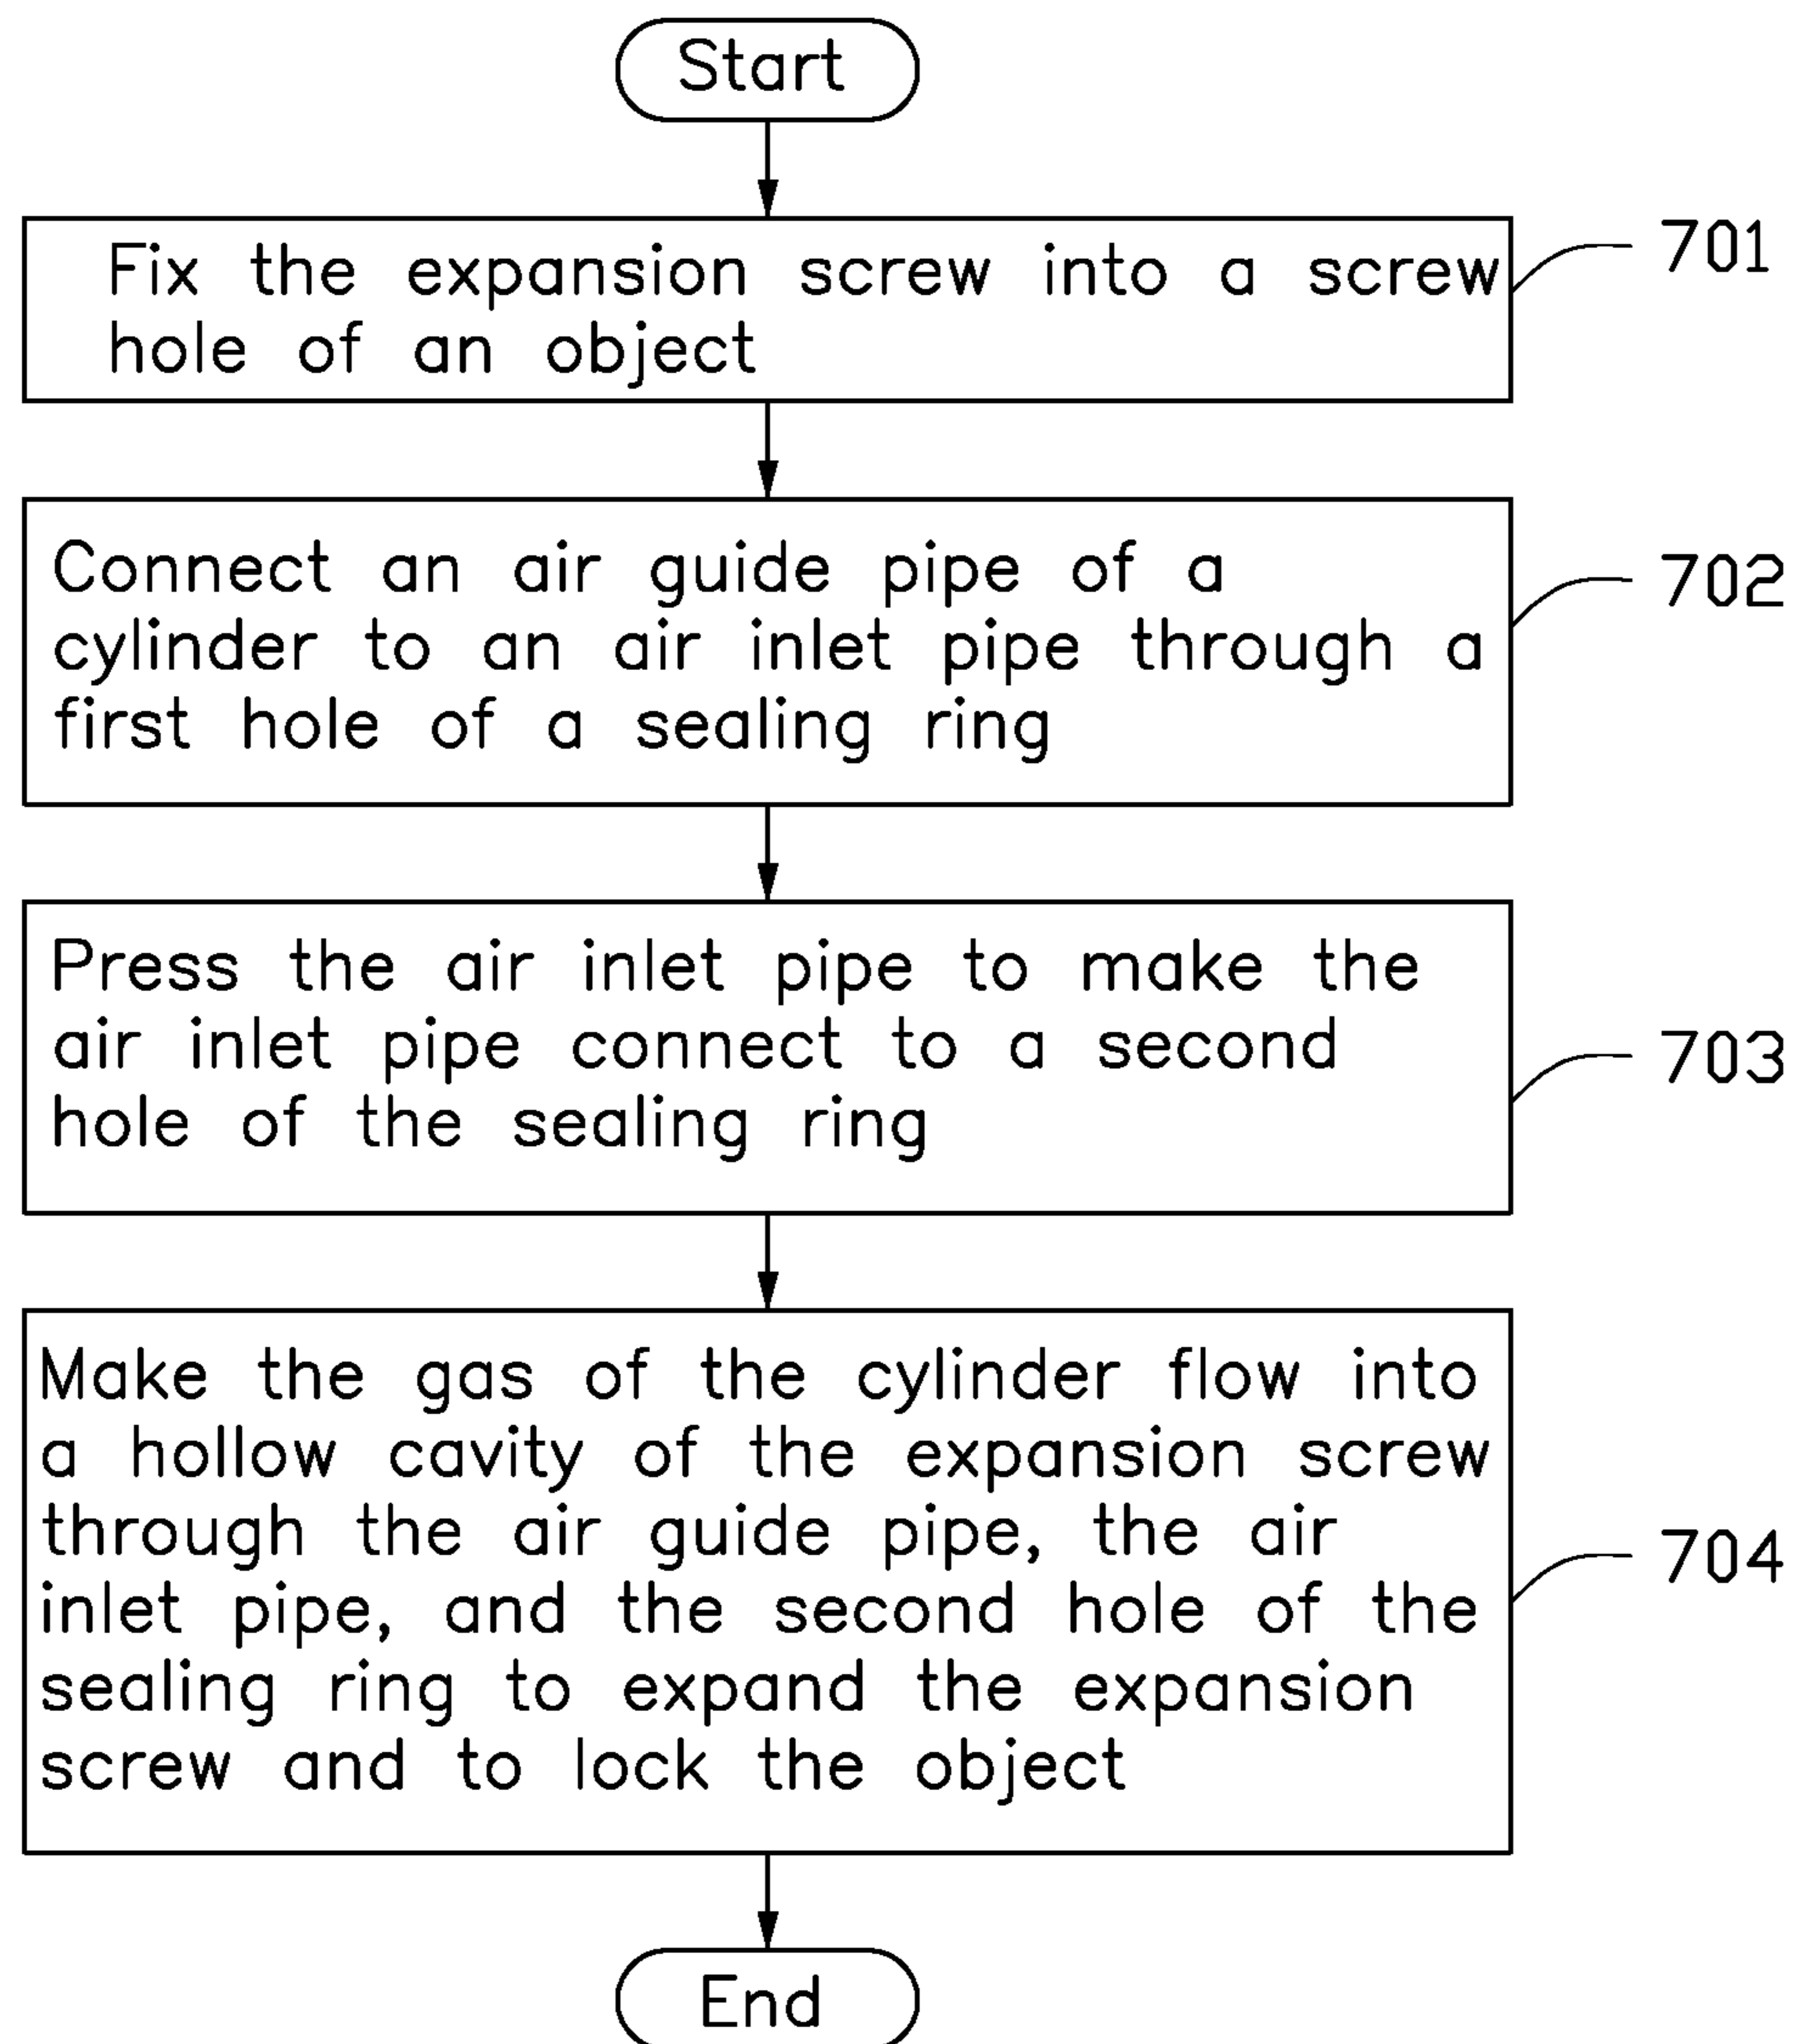 Start
Fix the expansion screw into a screw
hole of an object
701
Connect an air guide pipe of a
cylinder to an air inlet pipe through a
first hole of a sealing ring
702
Press the air inlet pipe to make the
air inlet pipe connect to a second
hole of the sealing ring
703
Make the gas of the cylinder flow into
a hollow cavity of the expansion screw
through the air guide pipe, the air
inlet pipe, and the second hole of the
sealing ring to expand the expansion
screw and to lock the object
704
End